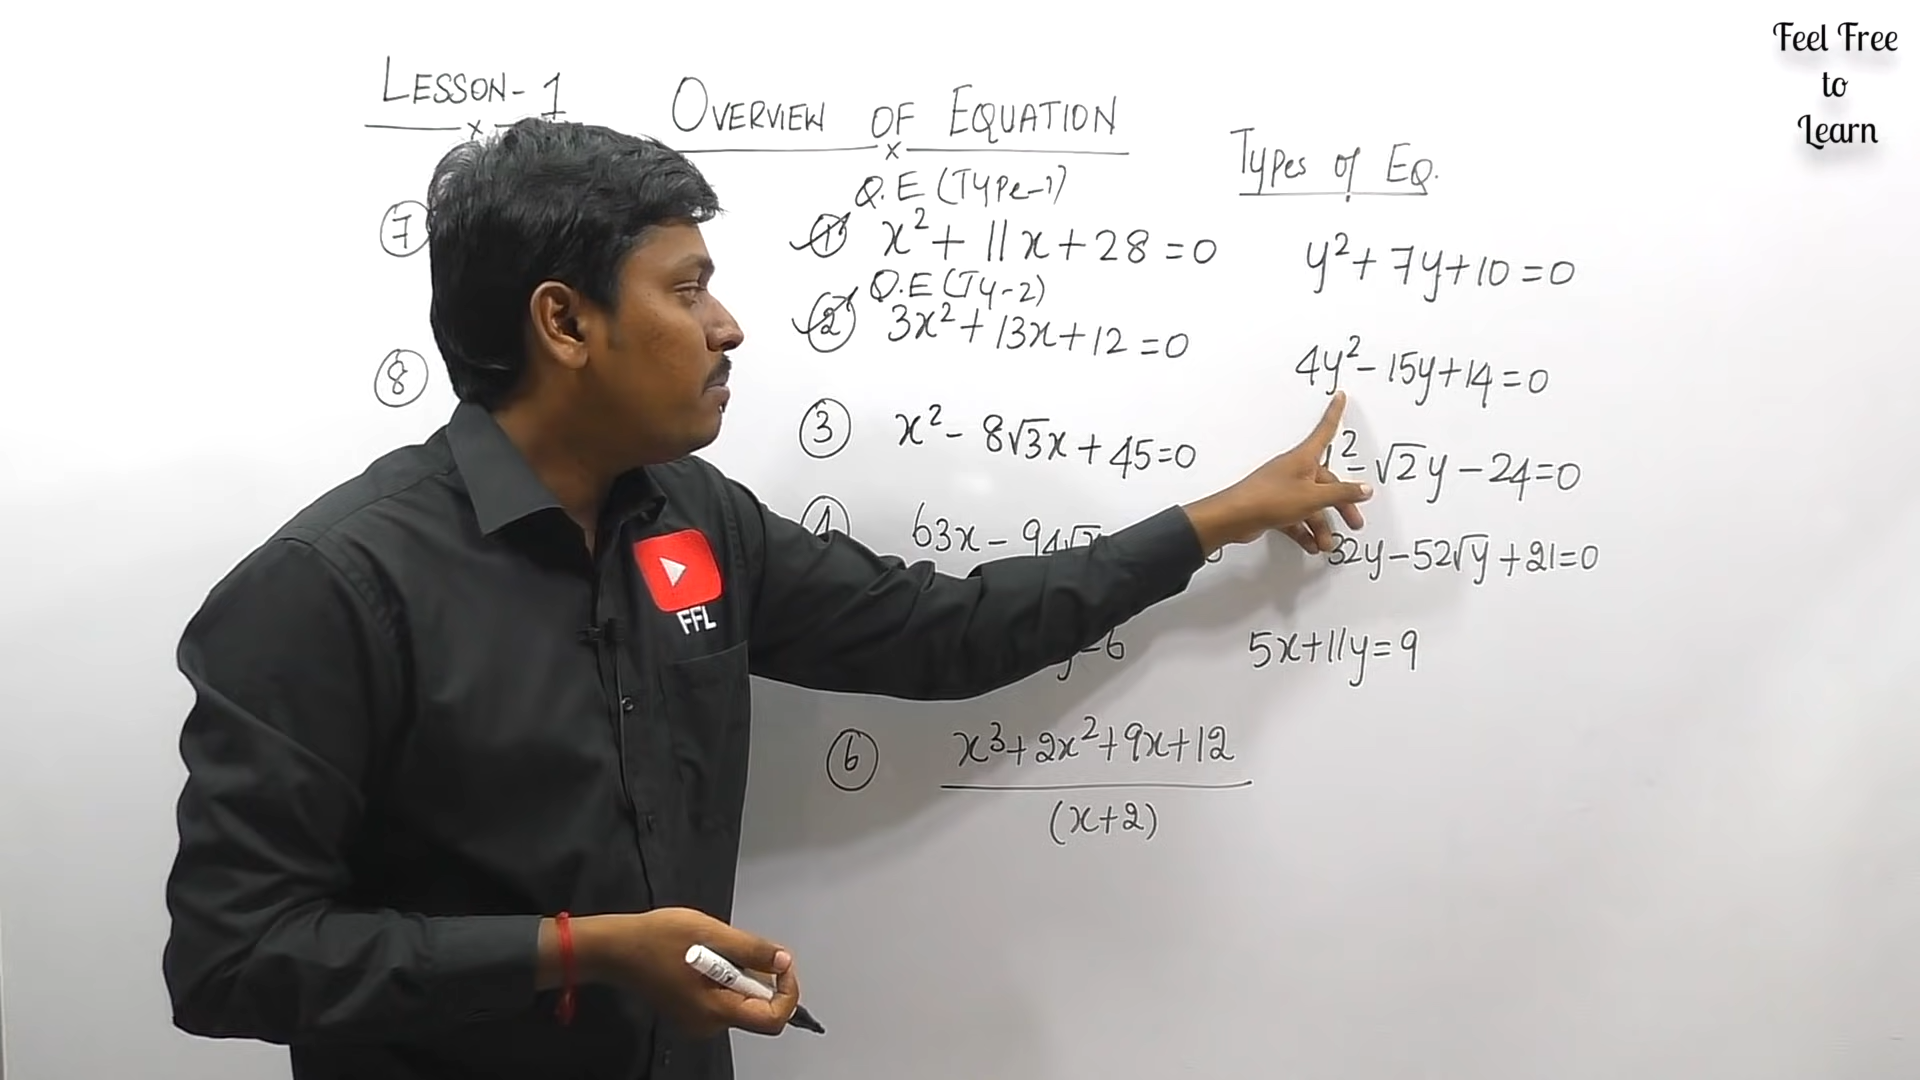 Feel Free
to
Learn
LESSON-1
OVERVIEW OF EQUATION
Types of EQ.
Q.E (Type-1)
7
1 x²+11x+28=0
y²+7y+10=0
Q.E (Ty-2)
2 3x²+13x+12=0
4y²-15y+14=0
8
3 x²-8√3x+45=0
²-√2y-24=0
4 63x-94√x
32y-52√y+21=0
y=6
5x+11y=9
6 x³+2x²+9x+12
(x+2)
FFL